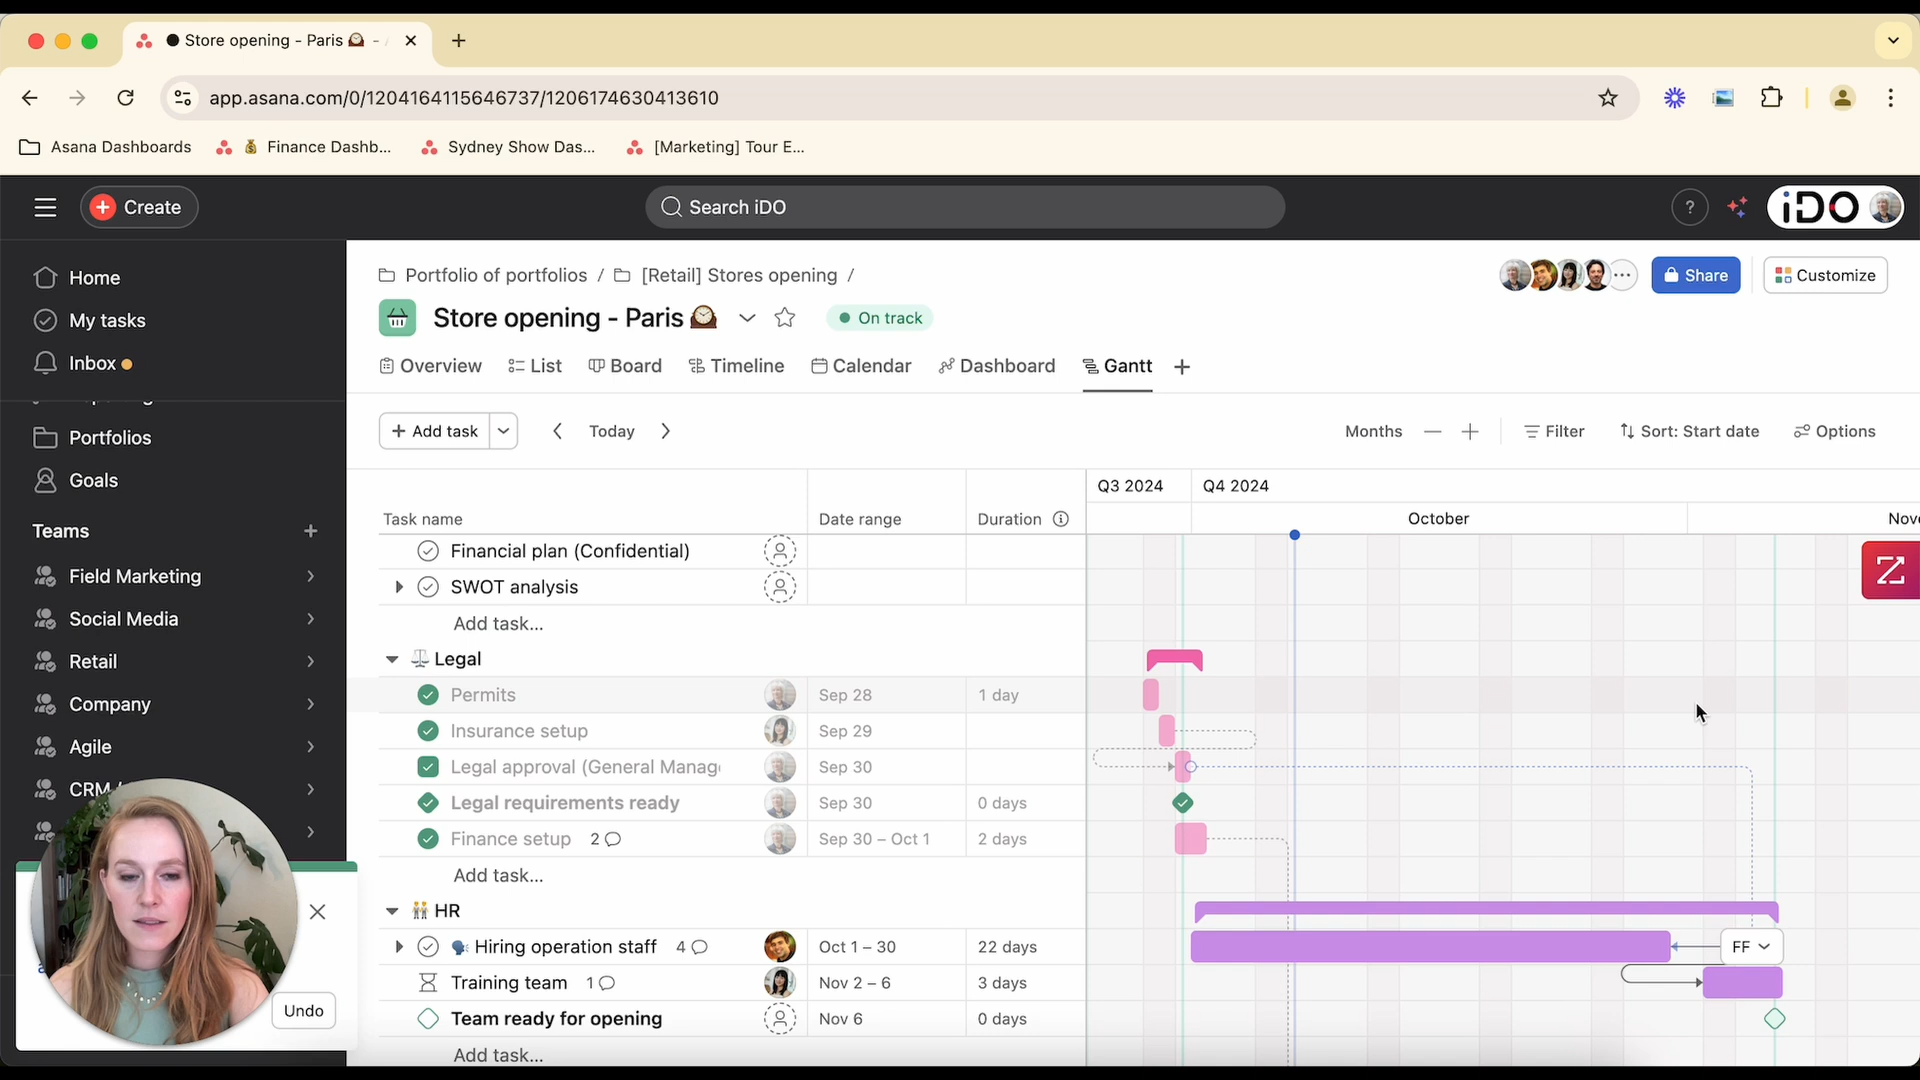 Store opening - Paris
app.asana.com/0/1204164115646737/1206174630413610
Asana Dashboards
Finance Dashb...
Sydney Show Das...
[Marketing] Tour E...
Create
Search iDO
?
iDO
Home
My tasks
Inbox
Portfolios
Goals
Teams
Field Marketing
Social Media
Retail
Company
Agile
CRM
Undo
Portfolio of portfolios / [Retail] Stores opening /
Share
Customize
Store opening - Paris
On track
Overview
List
Board
Timeline
Calendar
Dashboard
Gantt
Add task
Today
Months
Filter
Sort: Start date
Options
Task name
Date range
Duration
Q3 2024
Q4 2024
October
Nov
Financial plan (Confidential)
SWOT analysis
Add task...
Legal
Permits Sep 28 1 day
Insurance setup Sep 29
Legal approval (General Manag Sep 30
Legal requirements ready Sep 30 0 days
Finance setup 2 Sep 30 – Oct 1 2 days
Add task...
HR
Hiring operation staff 4 Oct 1 – 30 22 days
FF
Training team 1 Nov 2 – 6 3 days
Team ready for opening Nov 6 0 days
Add task...